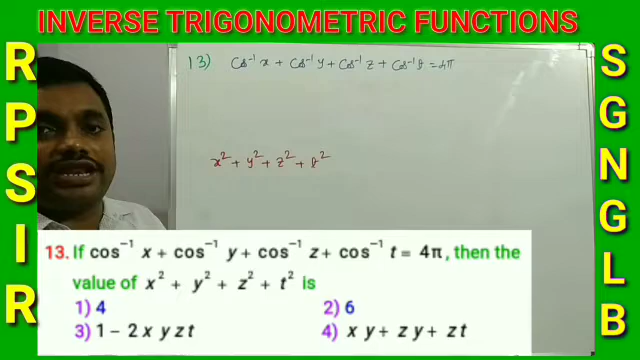 INVERSE TRIGONOMETRIC FUNCTIONS
R
P
S
I
R
13) Cos⁻¹ x + Cos⁻¹ y + Cos⁻¹ z + Cos⁻¹ t = 4π
x² + y² + z² + t²
13. If cos⁻¹ x + cos⁻¹ y + cos⁻¹ z + cos⁻¹ t = 4π, then the
value of x² + y² + z² + t² is
1) 4 2) 6
3) 1 – 2 x y z t 4) x y + z y + z t
S
G
N
G
L
B